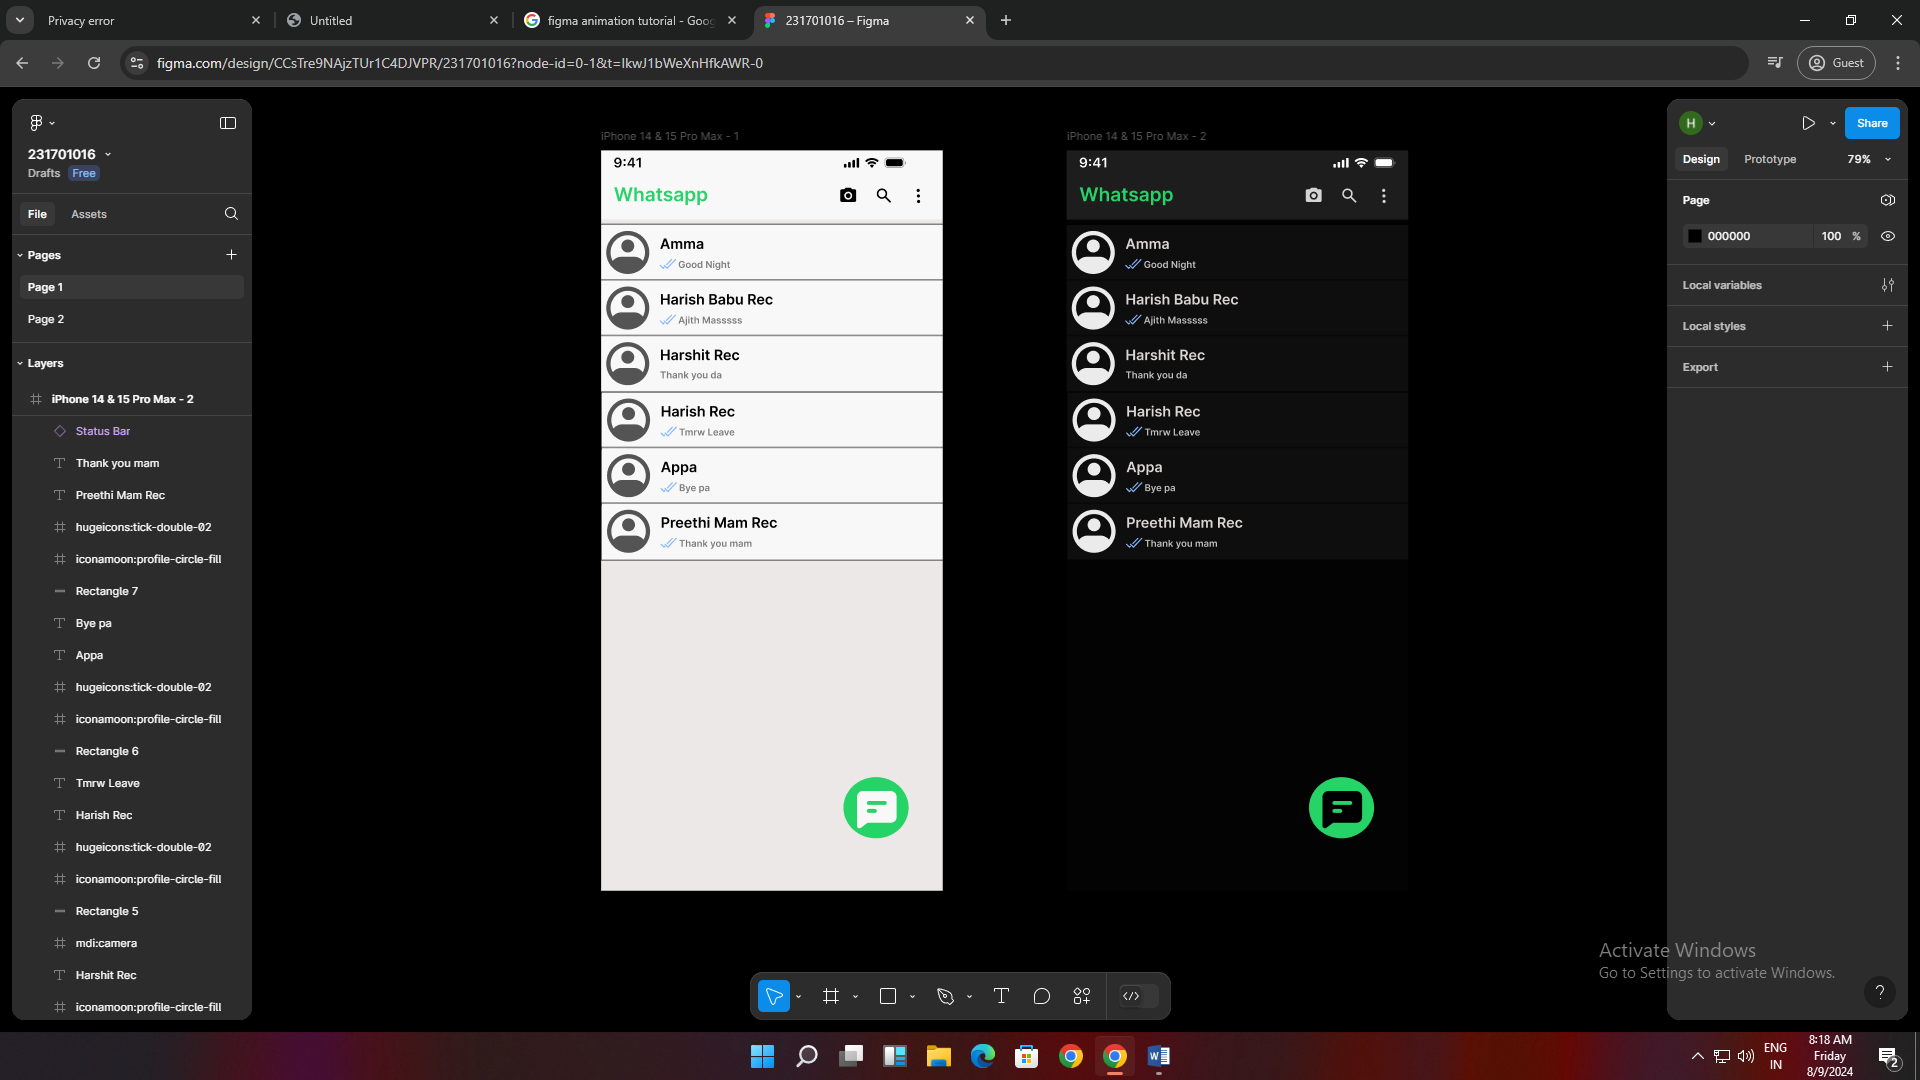 Privacy error
Untitled
figma animation tutorial - Goo
231701016 – Figma
figma.com/design/CCsTre9NAjzTUr1C4DJVPR/231701016?node-id=0-1&t=IkwJ1bWeXnHfkAWR-0
Guest
231701016
Drafts Free
File Assets
Pages
Page 1
Page 2
Layers
iPhone 14 & 15 Pro Max - 2
Status Bar
Thank you mam
Preethi Mam Rec
hugeicons:tick-double-02
iconamoon:profile-circle-fill
Rectangle 7
Bye pa
Appa
hugeicons:tick-double-02
iconamoon:profile-circle-fill
Rectangle 6
Tmrw Leave
Harish Rec
hugeicons:tick-double-02
iconamoon:profile-circle-fill
Rectangle 5
mdi:camera
Harshit Rec
iconamoon:profile-circle-fill
iPhone 14 & 15 Pro Max - 1
9:41
Whatsapp
Amma
Good Night
Harish Babu Rec
Ajith Masssss
Harshit Rec
Thank you da
Harish Rec
Tmrw Leave
Appa
Bye pa
Preethi Mam Rec
Thank you mam
iPhone 14 & 15 Pro Max - 2
9:41
Whatsapp
Amma
Good Night
Harish Babu Rec
Ajith Masssss
Harshit Rec
Thank you da
Harish Rec
Tmrw Leave
Appa
Bye pa
Preethi Mam Rec
Thank you mam
H
Share
Design Prototype 79%
Page
000000 100 %
Local variables
Local styles
Export
Activate Windows
Go to Settings to activate Windows.
?
ENG
IN
8:18 AM
Friday
8/9/2024
2